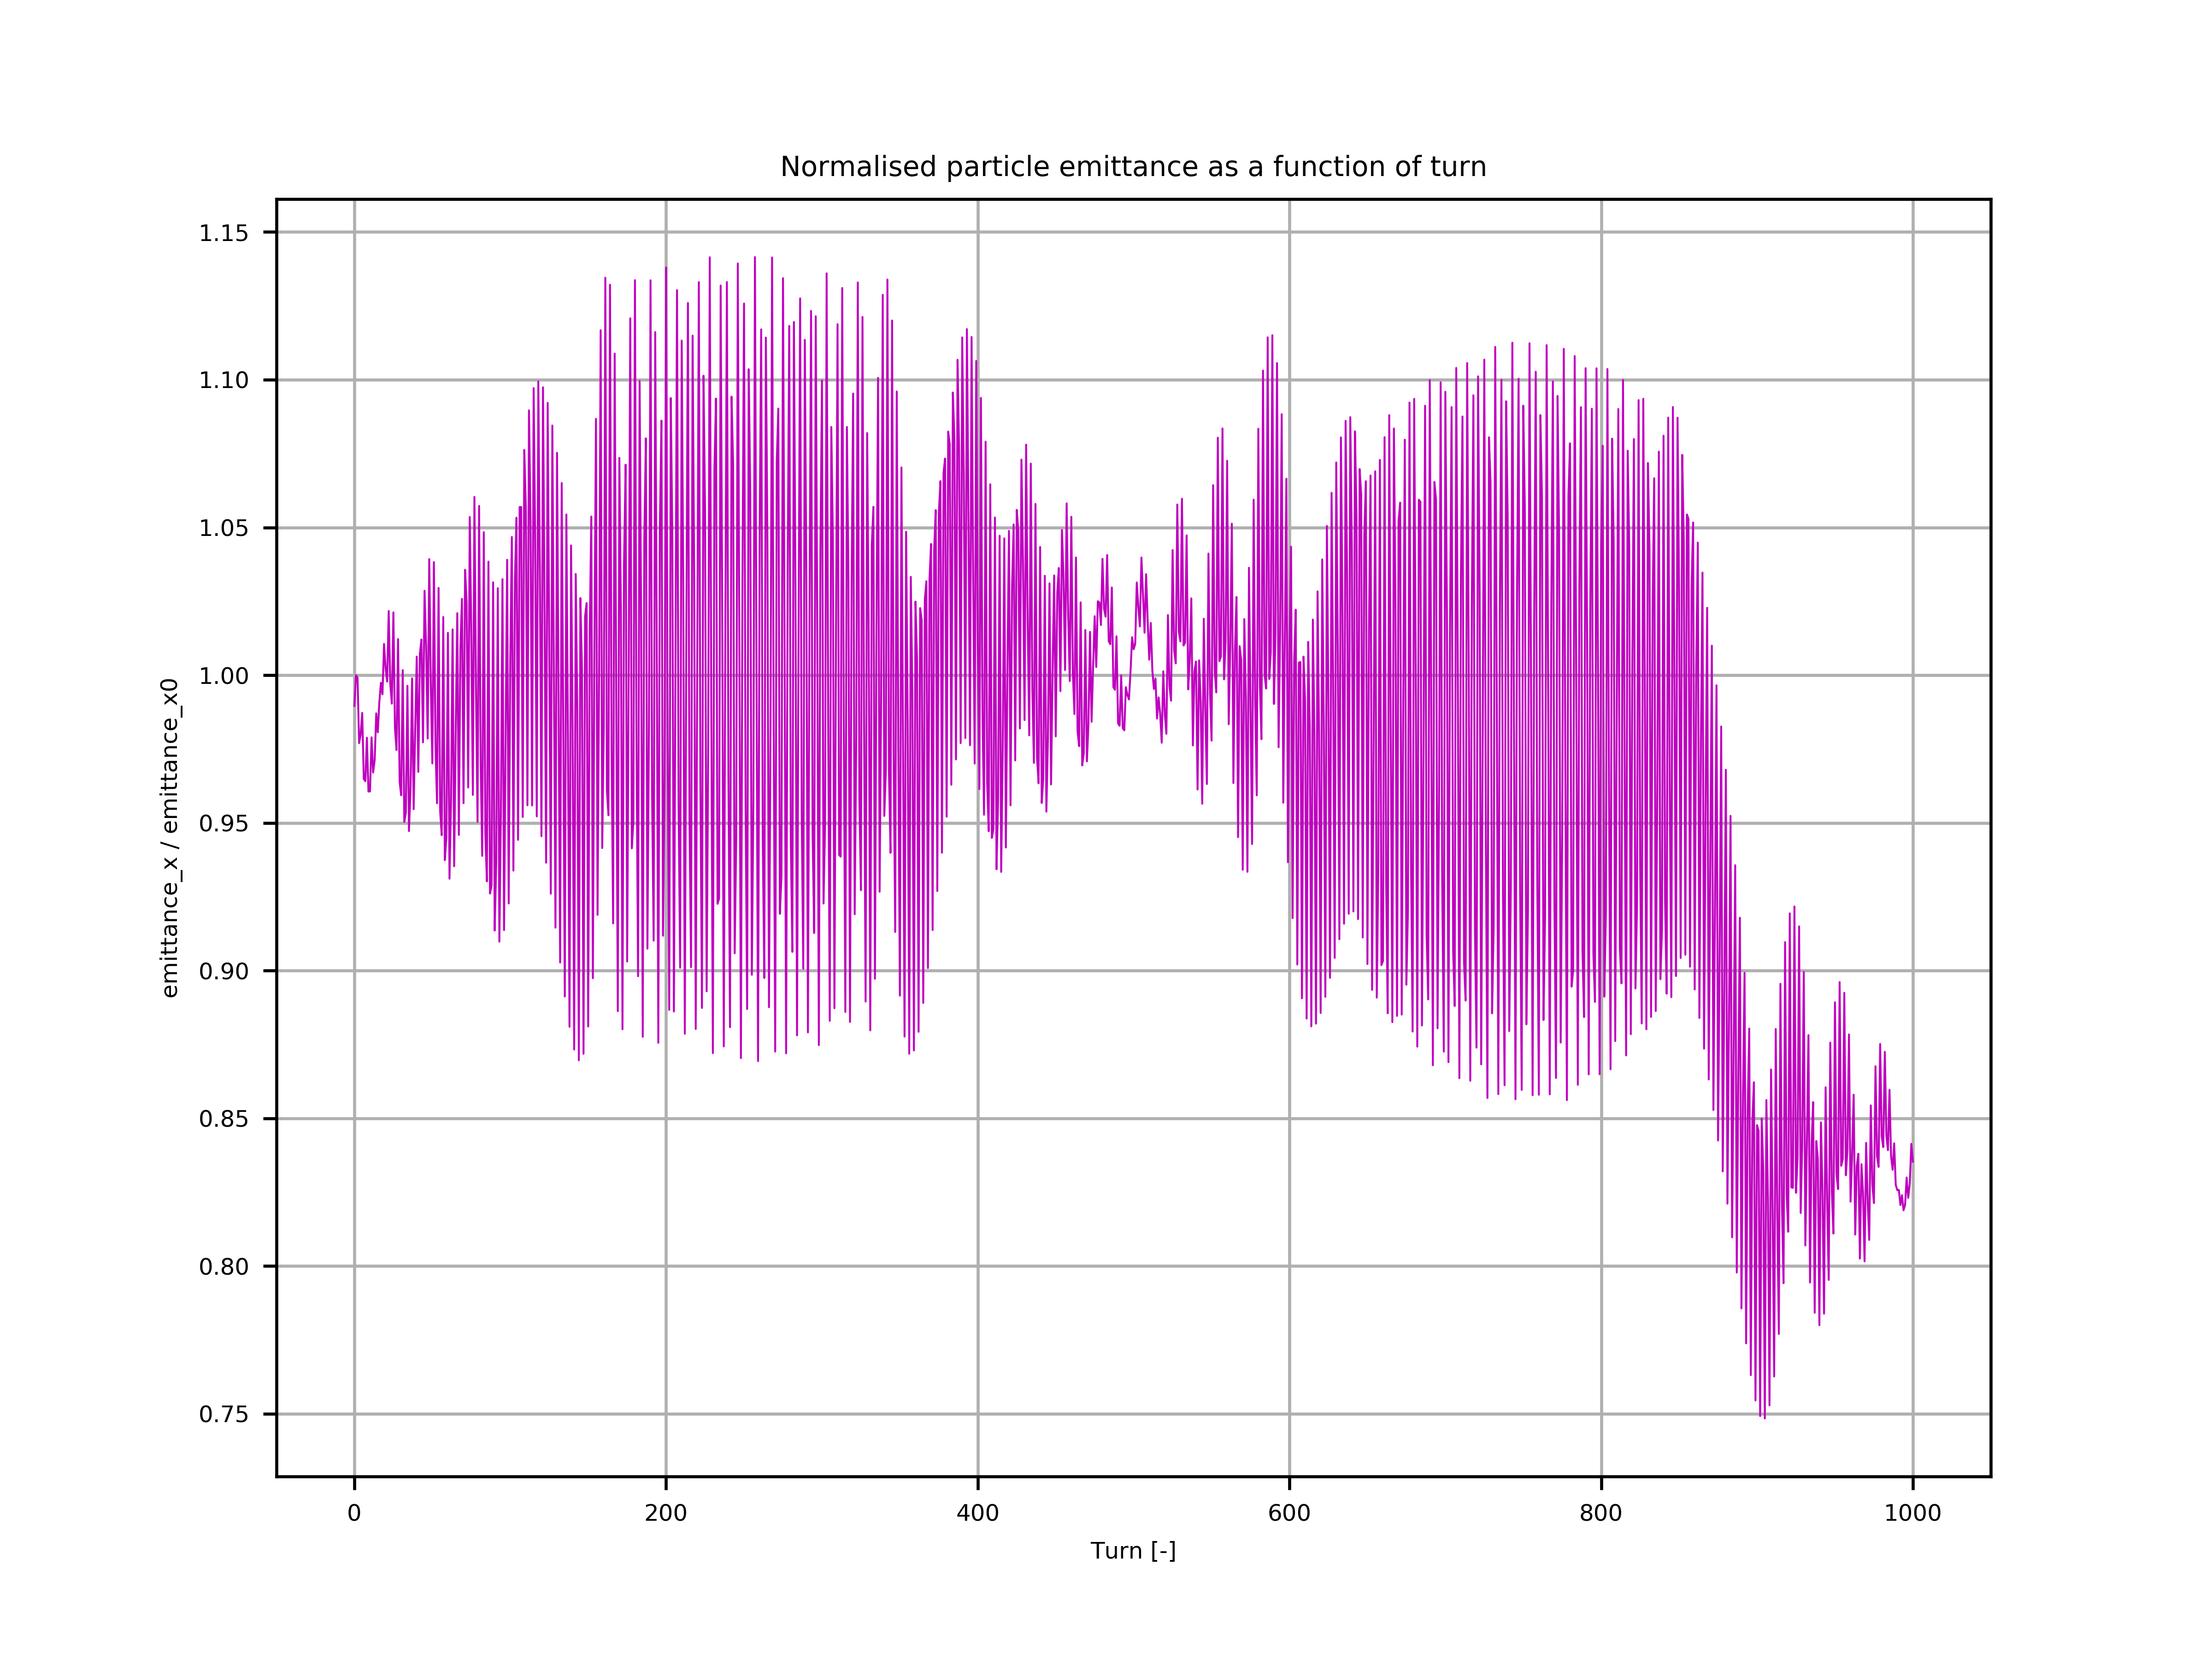 Normalised particle emittance as a function of turn
emittance_x / emittance_x0
1.15
1.10
1.05
1.00
0.95
0.90
0.85
0.80
0.75
0 200 400 600 800 1000
Turn [-]